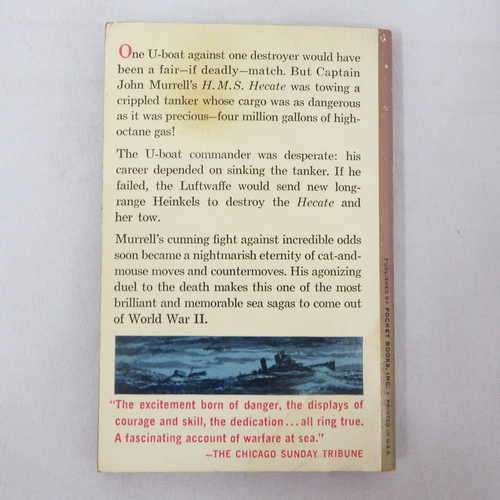 One U-boat against one destroyer would have
been a fair—if deadly—match. But Captain
John Murrell's H.M.S. Hecate was towing a
crippled tanker whose cargo was as dangerous
as it was precious—four million gallons of high-
octane gas!
The U-boat commander was desperate: his
career depended on sinking the tanker. If he
failed, the Luftwaffe would send new long-
range Heinkels to destroy the Hecate and
her tow.
Murrell's cunning fight against incredible odds
soon became a nightmarish eternity of cat-and-
mouse moves and countermoves. His agonizing
duel to the death makes this one of the most
brilliant and memorable sea sagas to come out
of World War II.
"The excitement born of danger, the displays of
courage and skill, the dedication...all ring true.
A fascinating account of warfare at sea."
—THE CHICAGO SUNDAY TRIBUNE
PUBLISHED BY POCKET BOOKS, INC. • PRINTED IN U.S.A.